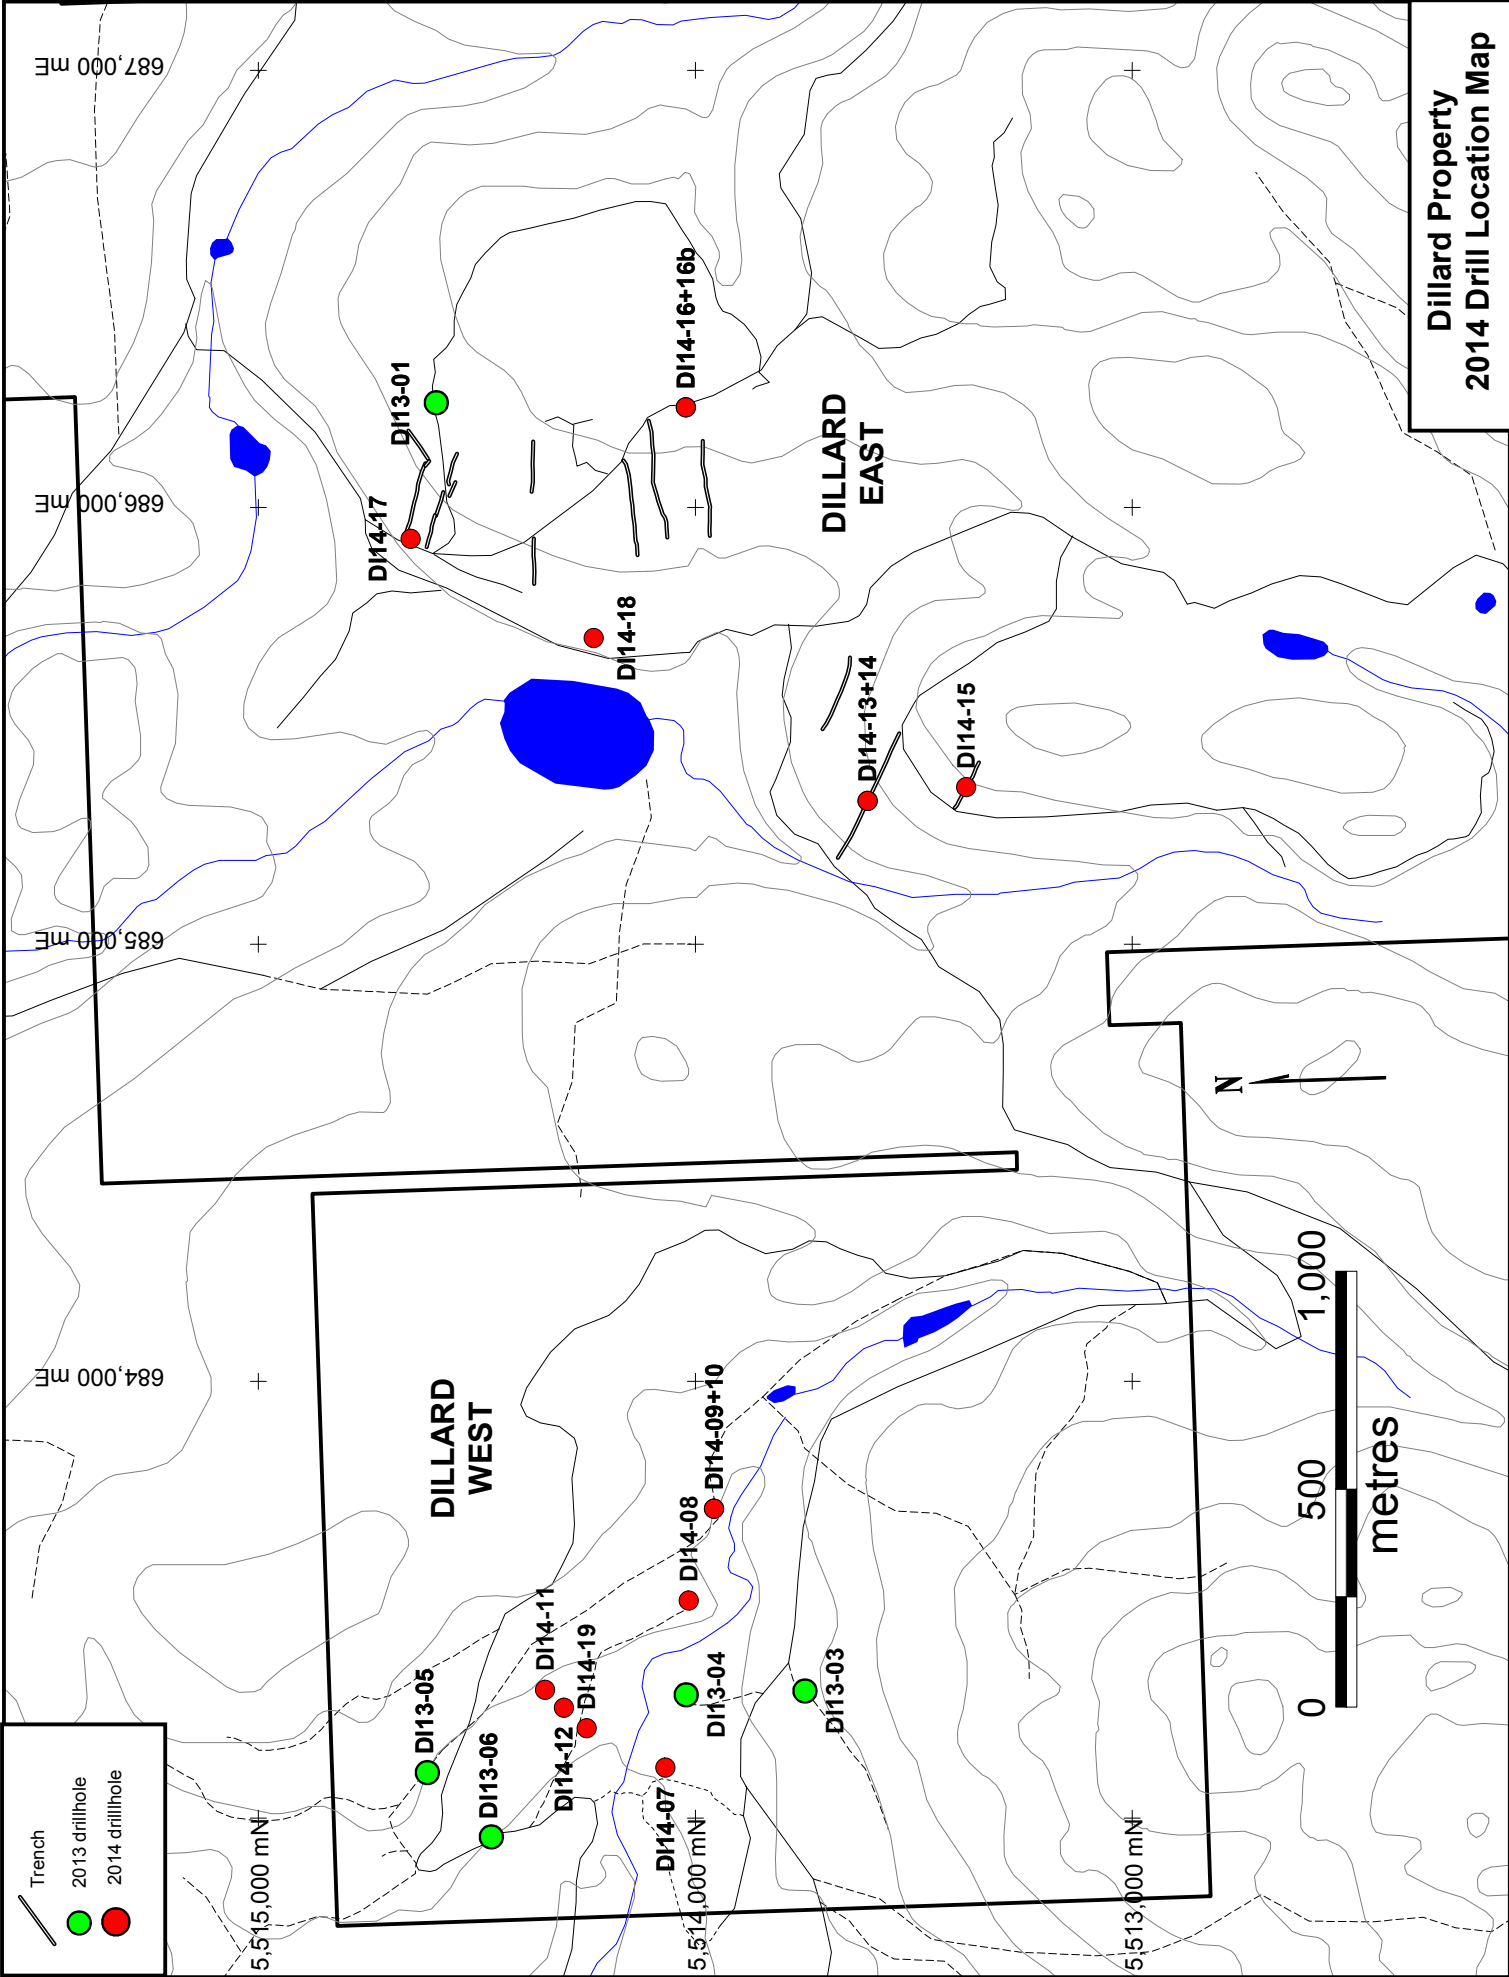 Trench
2013 drillhole
2014 drillhole
687,000 mE
686,000 mE
685,000 mE
684,000 mE
5,515,000 mN
5,514,000 mN
5,513,000 mN
DILLARD
WEST
DILLARD
EAST
DI13-05
DI13-06
DI14-11
DI14-12
DI14-19
DI14-07
DI13-04
DI13-03
DI14-08
DI14-09+10
DI14-17
DI13-01
DI14-18
DI14-16+16b
DI14-13+14
DI14-15
N
0
500
1,000
metres
Dillard Property
2014 Drill Location Map